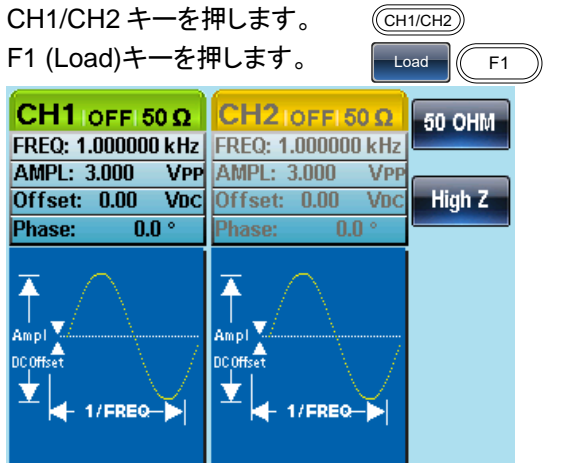 CH1/CH2 キーを押します。 CH1/CH2
F1 (Load)キーを押します。 Load F1
CH1 OFF 50 Ω CH2 OFF 50 Ω 50 OHM
FREQ: 1.000000 kHz FREQ: 1.000000 kHz
AMPL: 3.000 VPP AMPL: 3.000 VPP
Offset: 0.00 VDC Offset: 0.00 VDC High Z
Phase: 0.0 ° Phase: 0.0 °
Ampl Ampl
DC Offset DC Offset
1/FREQ 1/FREQ